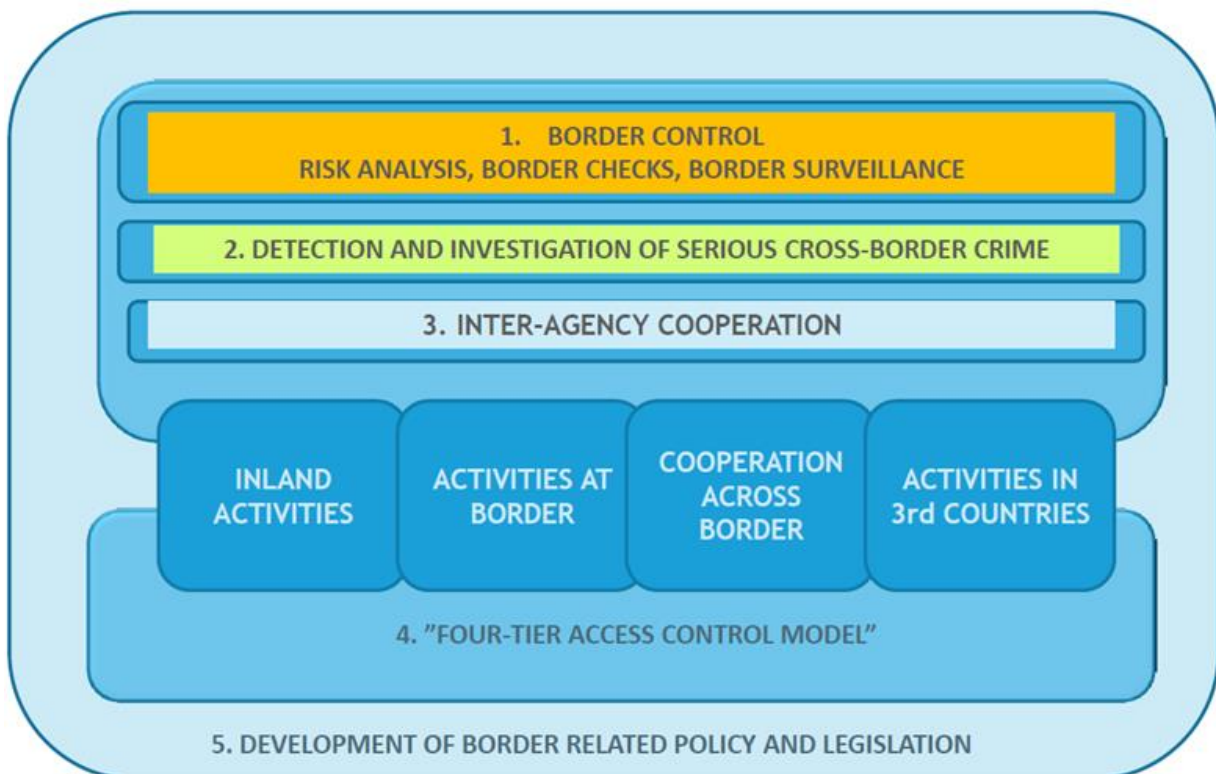 1. BORDER CONTROL
RISK ANALYSIS, BORDER CHECKS, BORDER SURVEILLANCE
2. DETECTION AND INVESTIGATION OF SERIOUS CROSS-BORDER CRIME
3. INTER-AGENCY COOPERATION
INLAND
ACTIVITIES
ACTIVITIES AT
BORDER
COOPERATION
ACROSS
BORDER
ACTIVITIES IN
3rd COUNTRIES
4. ”FOUR-TIER ACCESS CONTROL MODEL”
5. DEVELOPMENT OF BORDER RELATED POLICY AND LEGISLATION